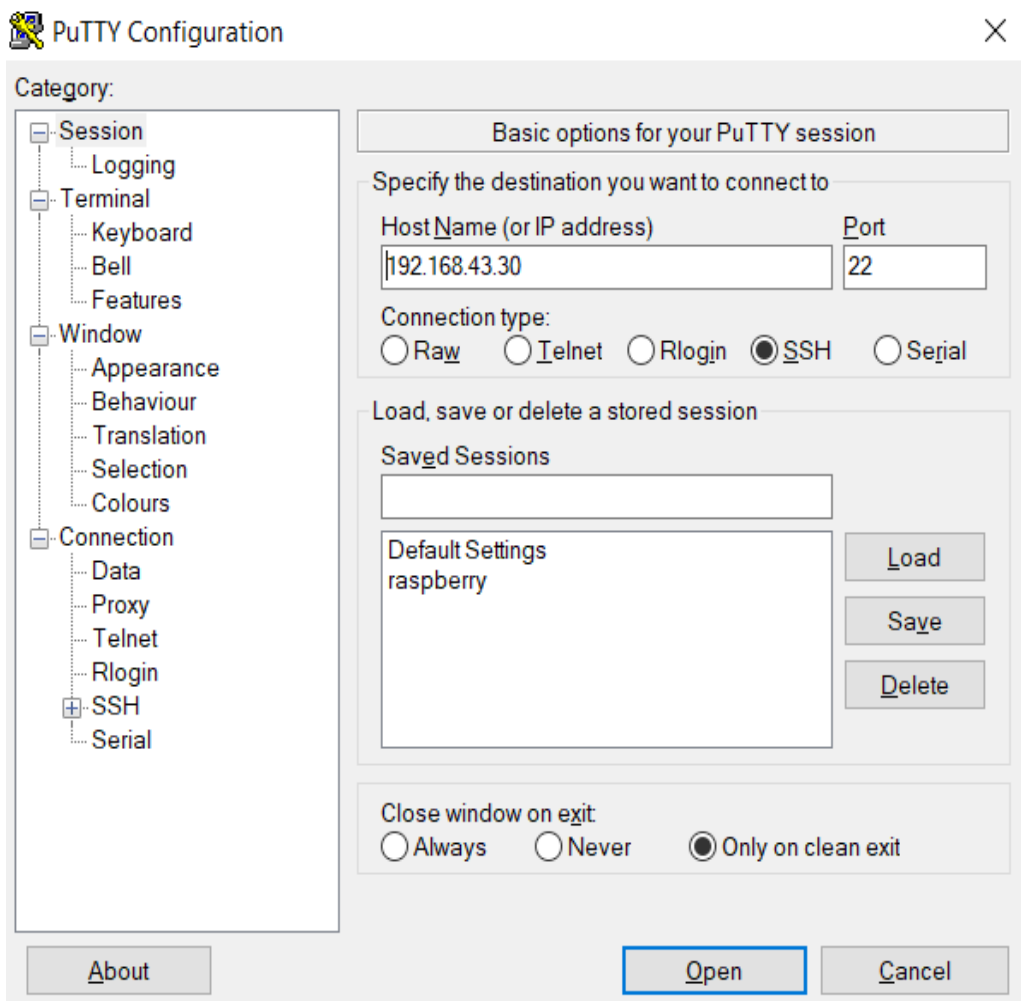 PuTTY Configuration
Category:
Session
Logging
Terminal
Keyboard
Bell
Features
Window
Appearance
Behaviour
Translation
Selection
Colours
Connection
Data
Proxy
Telnet
Rlogin
SSH
Serial
Basic options for your PuTTY session
Specify the destination you want to connect to
Host Name (or IP address) Port
192.168.43.30 22
Connection type:
Raw Telnet Rlogin SSH Serial
Load, save or delete a stored session
Saved Sessions
Default Settings
raspberry
Load
Save
Delete
Close window on exit:
Always Never Only on clean exit
About Open Cancel